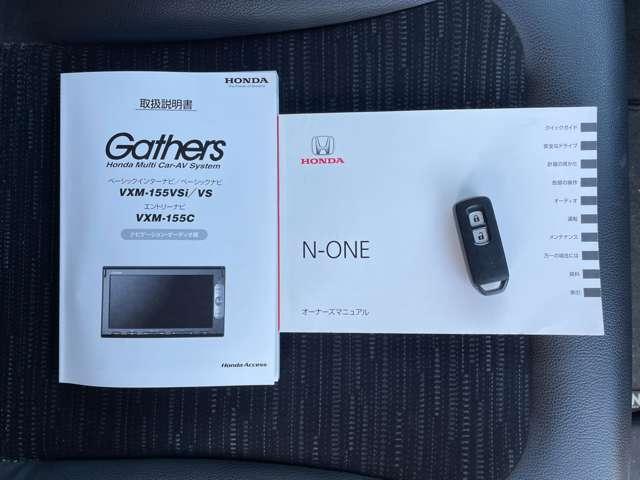 HONDA
The Power of Dreams
取扱説明書
Gathers
Honda Multi Car-AV System
ベーシックインターナビ/ベーシックナビ
VXM-155VSi/VS
エントリーナビ
VXM-155C
ナビゲーション・オーディオ編
Honda Access
HONDA
N-ONE
オーナーズマニュアル
クイックガイド
安全なドライブ
計器の見かた
各部の操作
オーディオ
運転
メンテナンス
万一の場合には
資料
索引